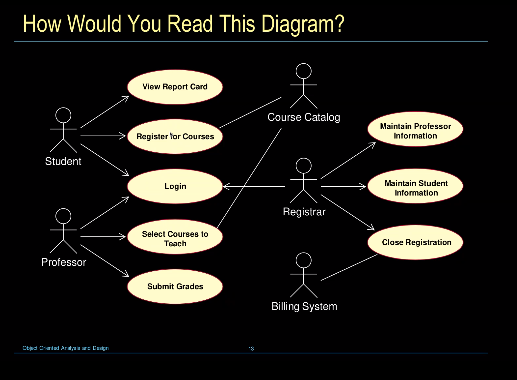 How Would You Read This Diagram?
View Report Card
Course Catalog
Register for Courses
Maintain Professor
Information
Student
Login
Maintain Student
Information
Registrar
Select Courses to
Teach
Close Registration
Professor
Submit Grades
Billing System
Object Oriented Analysis and Design